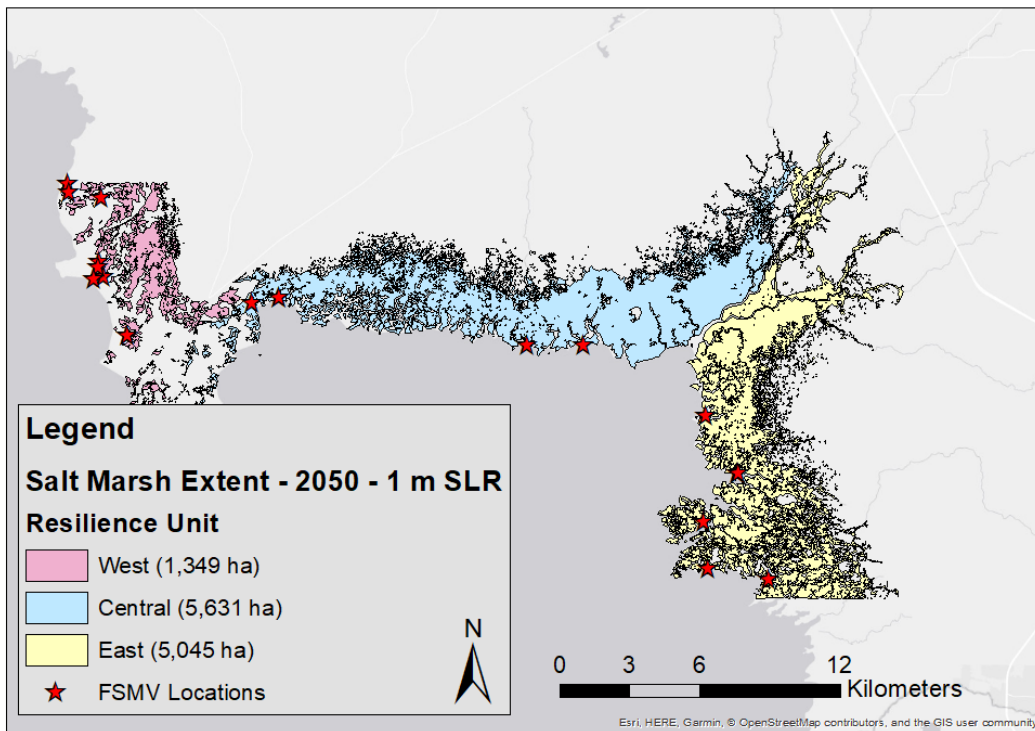 Legend
Salt Marsh Extent - 2050 - 1 m SLR
Resilience Unit
West (1,349 ha)
Central (5,631 ha)
East (5,045 ha)
FSMV Locations
N
0 3 6 12
Kilometers
Esri, HERE, Garmin, © OpenStreetMap contributors, and the GIS user community